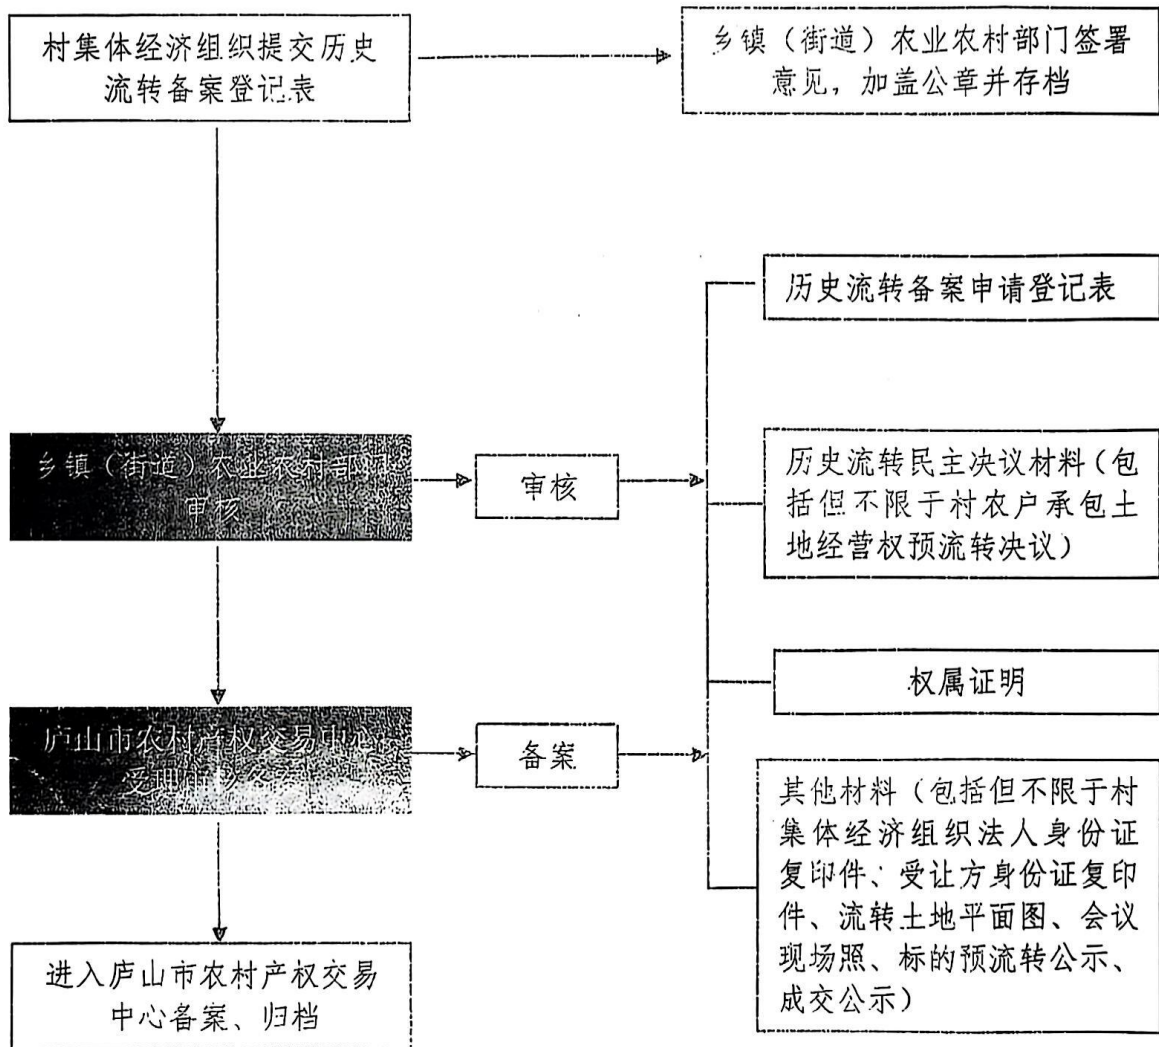 村集体经济组织提交历史
流转备案登记表
乡镇（街道）农业农村部门签署
意见，加盖公章并存档
历史流转备案申请登记表
乡镇（街道）农业农村部门
审核
审核
历史流转民主决议材料（包
括但不限于村农户承包土
地经营权预流转决议）
权属证明
庐山市农村产权交易中心
受理
备案
其他材料（包括但不限于村
集体经济组织法人身份证
复印件、受让方身份证复印
件、流转土地平面图、会议
现场照、标的预流转公示、
成交公示）
进入庐山市农村产权交易
中心备案、归档